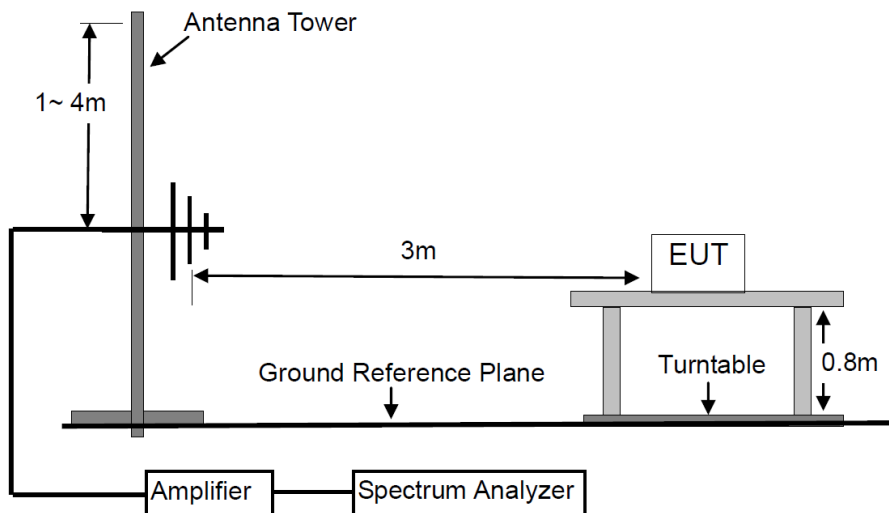 Antenna Tower
1~ 4m
3m
EUT
Ground Reference Plane
Turntable
0.8m
Amplifier
Spectrum Analyzer